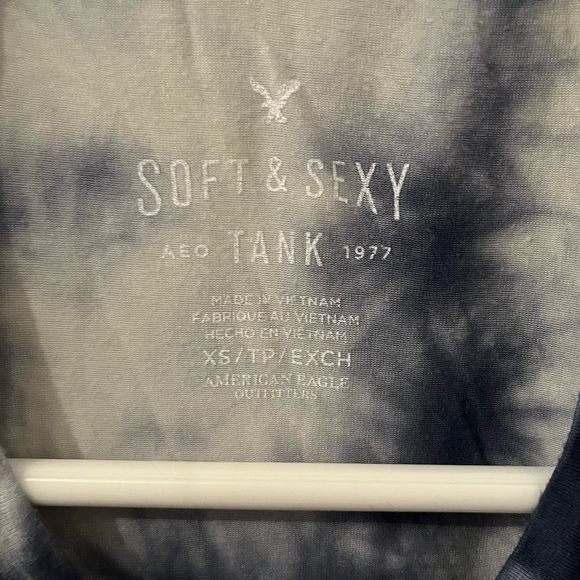 SOFT & SEXY
AEO TANK 1977
MADE IN VIETNAM
FABRIQUE AU VIETNAM
HECHO EN VIETNAM
XS/TP/EXCH
AMERICAN EAGLE
OUTFITTERS